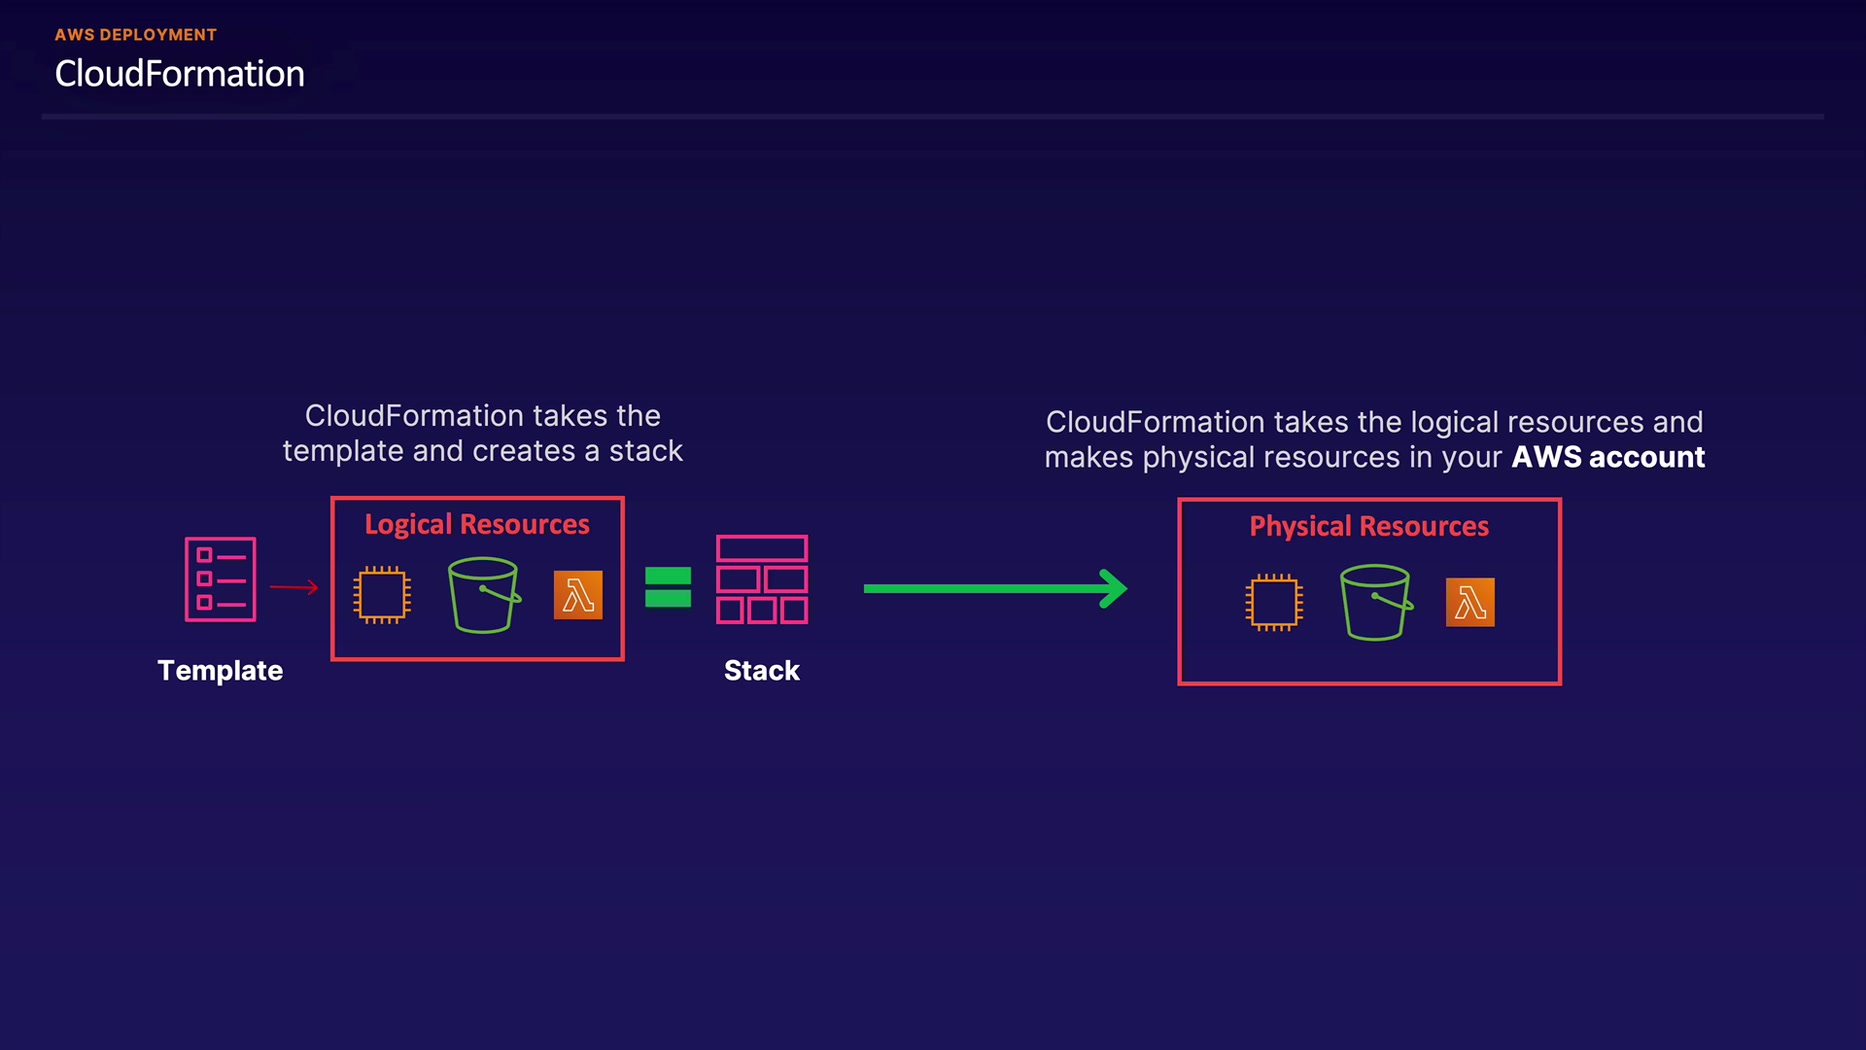 AWS DEPLOYMENT
CloudFormation
CloudFormation takes the
template and creates a stack
Logical Resources
Template
Stack
CloudFormation takes the logical resources and
makes physical resources in your AWS account
Physical Resources